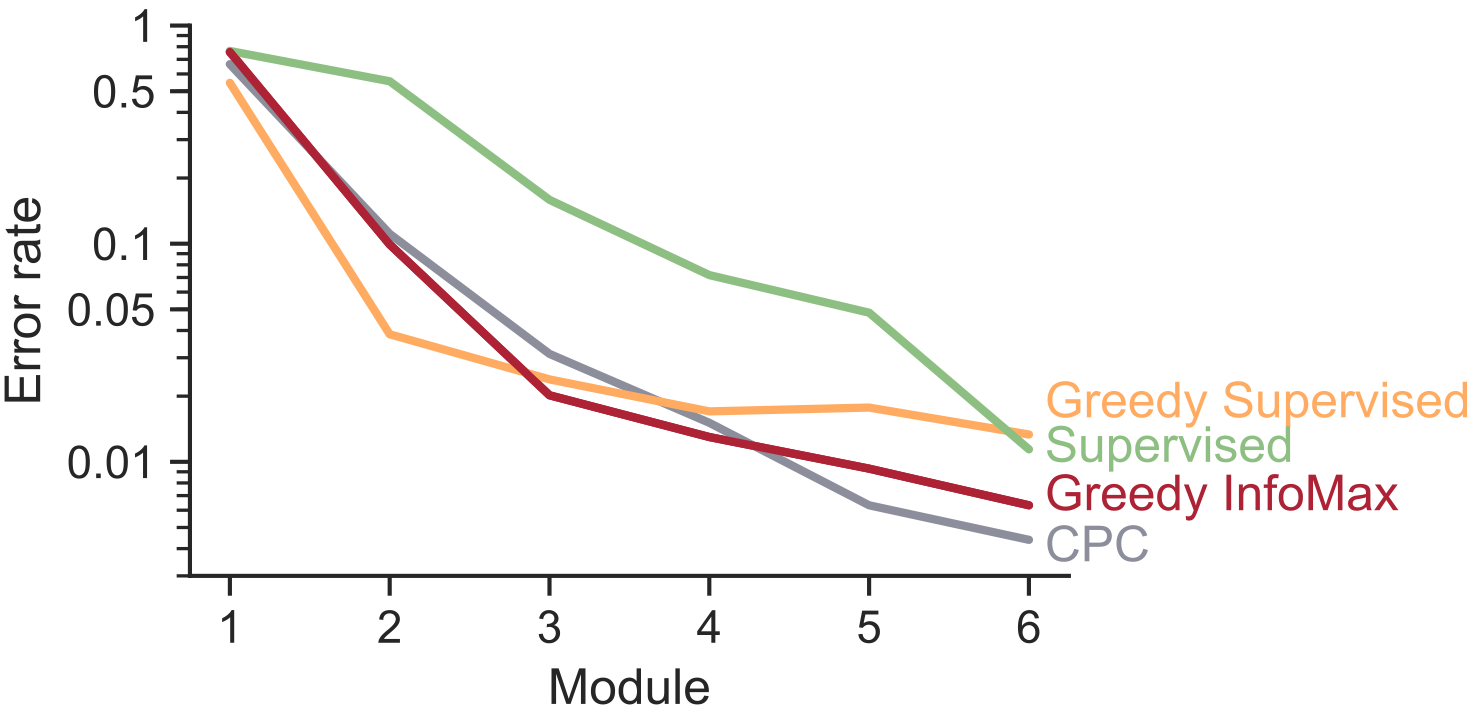 1
0.5
0.1
0.05
0.01
Error rate
Greedy Supervised
Supervised
Greedy InfoMax
CPC
1 2 3 4 5 6
Module